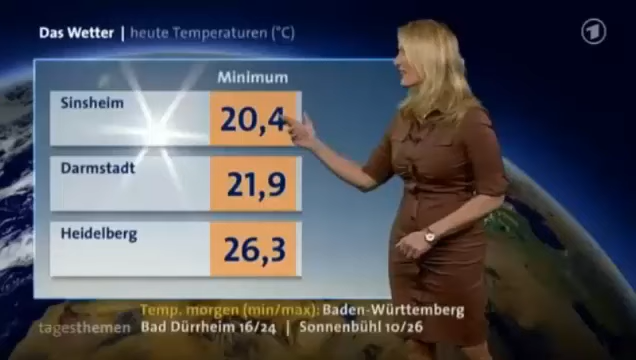 Das Wetter | heute Temperaturen (°C)
Minimum
Sinsheim 20,4
Darmstadt 21,9
Heidelberg 26,3
Temp. morgen (min/max): Baden-Württemberg
tagesthemen Bad Dürrheim 16/24 | Sonnenbühl 10/26